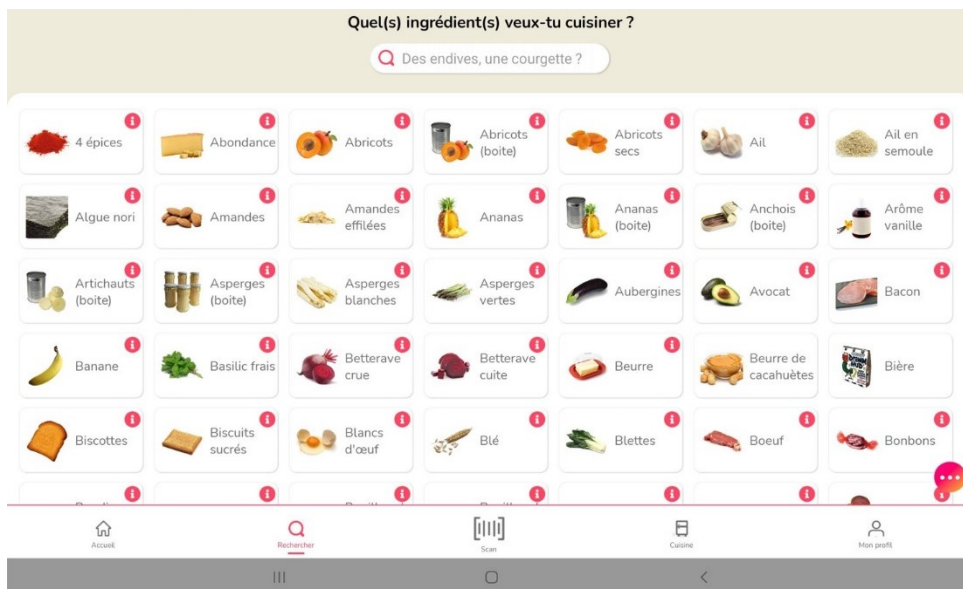 Quel(s) ingrédient(s) veux-tu cuisiner ?
Des endives, une courgette ?
4 épices
Abondance
Abricots
Abricots
(boite)
Abricots
secs
Ail
Ail en
semoule
Algue nori
Amandes
Amandes
effilées
Ananas
Ananas
(boite)
Anchois
(boite)
Arôme
vanille
Artichauts
(boite)
Asperges
(boite)
Asperges
blanches
Asperges
vertes
Aubergines
Avocat
Bacon
Banane
Basilic frais
Betterave
crue
Betterave
cuite
Beurre
Beurre de
cacahuètes
Bière
Biscottes
Biscuits
sucrés
Blancs
d'œuf
Blé
Blettes
Boeuf
Bonbons
Accueil
Rechercher
Scan
Cuisine
Mon profil